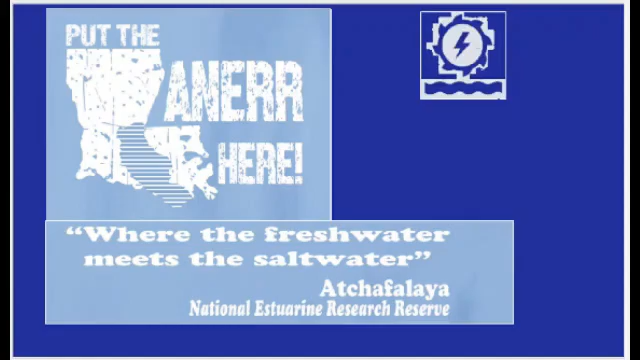 PUT THE
ANERR
HERE!
“Where the freshwater
meets the saltwater”
Atchafalaya
National Estuarine Research Reserve